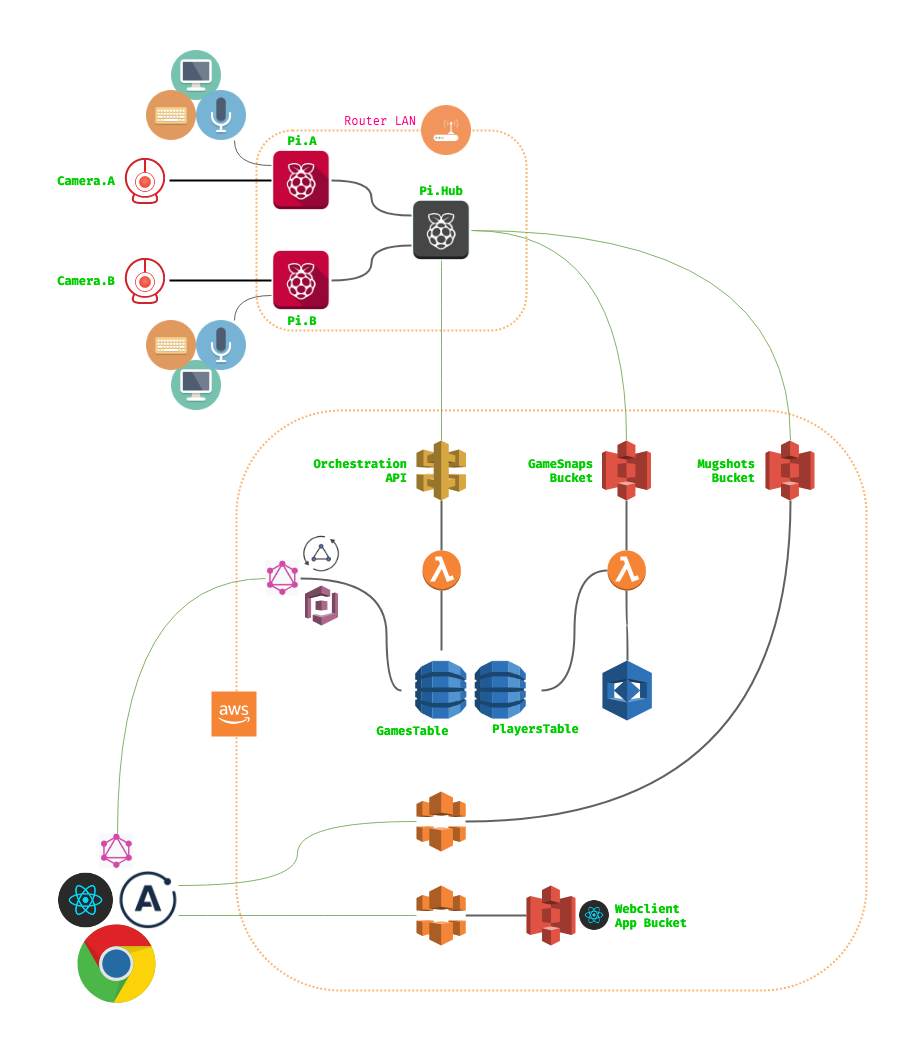 Router LAN
Pi.A
Camera.A
Pi.Hub
Camera.B
Pi.B
Orchestration
API
GameSnaps
Bucket
Mugshots
Bucket
λ
λ
aws
GamesTable
PlayersTable
A
Webclient
App Bucket